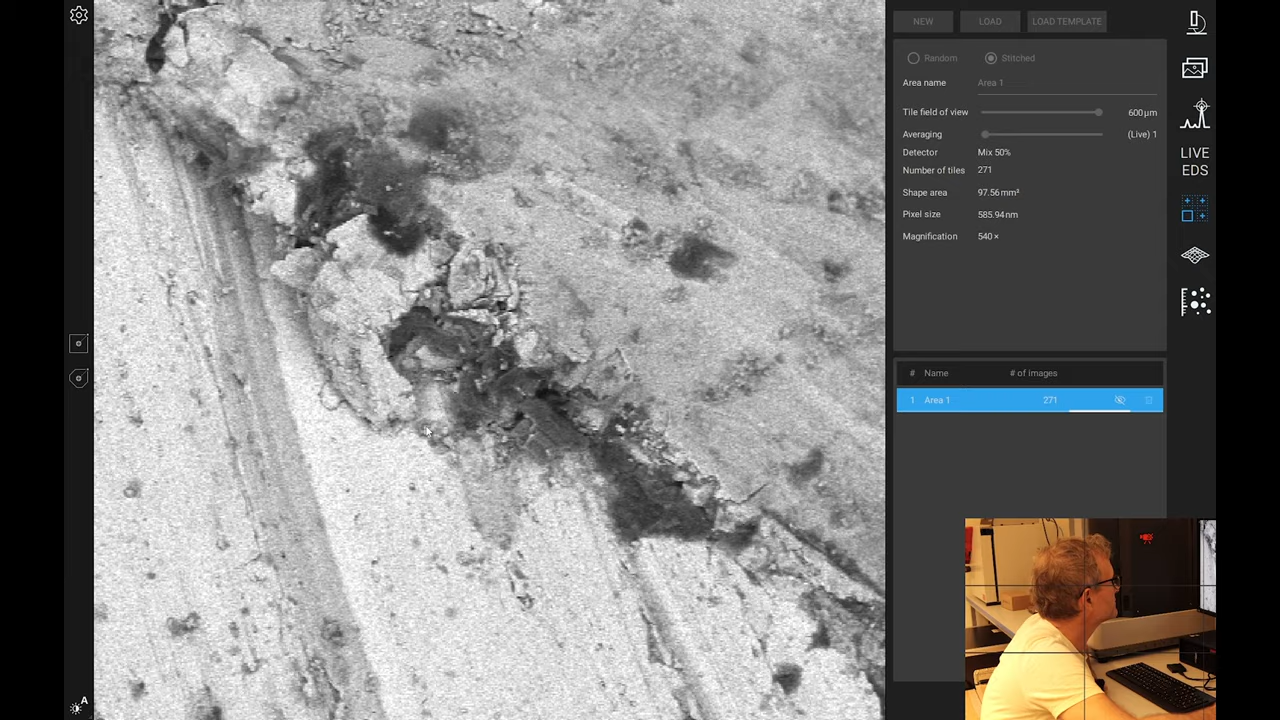 NEW LOAD LOAD TEMPLATE
Random Stitched
Area name Area 1
Tile field of view 600 µm
Averaging (Live) 1
Detector Mix 50%
Number of tiles 271
Shape area 97.56 mm²
Pixel size 585.94 nm
Magnification 540 ×
# Name # of images
1 Area 1 271
LIVE
EDS
A